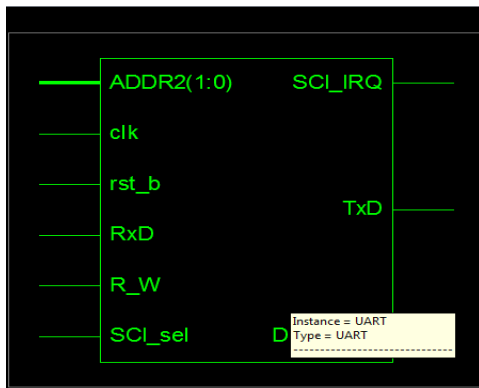 ADDR2(1:0) SCI_IRQ
clk
rst_b
TxD
RxD
R_W
Instance = UART
SCI_sel D
Type = UART